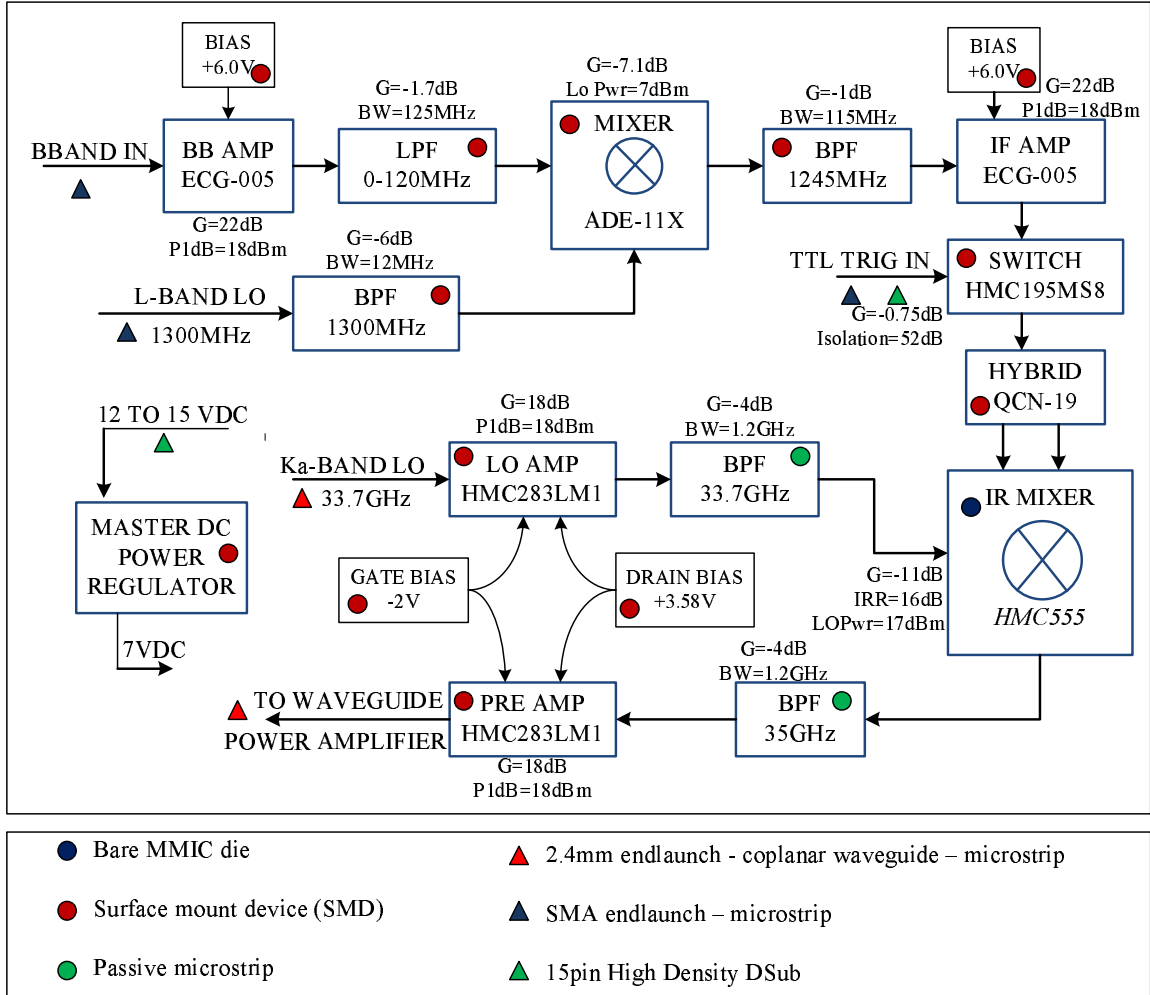 BIAS
+6.0V
BBAND IN
BB AMP
ECG-005
G=22dB
P1dB=18dBm
G=-1.7dB
BW=125MHz
LPF
0-120MHz
G=-7.1dB
Lo Pwr=7dBm
MIXER
ADE-11X
G=-1dB
BW=115MHz
BPF
1245MHz
BIAS
+6.0V
G=22dB
P1dB=18dBm
IF AMP
ECG-005
L-BAND LO
1300MHz
G=-6dB
BW=12MHz
BPF
1300MHz
TTL TRIG IN
SWITCH
HMC195MS8
G=-0.75dB
Isolation=52dB
HYBRID
QCN-19
12 TO 15 VDC
MASTER DC
POWER
REGULATOR
7VDC
Ka-BAND LO
33.7GHz
G=18dB
P1dB=18dBm
LO AMP
HMC283LM1
G=-4dB
BW=1.2GHz
BPF
33.7GHz
IR MIXER
HMC555
G=-11dB
IRR=16dB
LOPwr=17dBm
GATE BIAS
-2V
DRAIN BIAS
+3.58V
TO WAVEGUIDE
POWER AMPLIFIER
PRE AMP
HMC283LM1
G=18dB
P1dB=18dBm
G=-4dB
BW=1.2GHz
BPF
35GHz
Bare MMIC die
Surface mount device (SMD)
Passive microstrip
2.4mm endlaunch - coplanar waveguide – microstrip
SMA endlaunch – microstrip
15pin High Density DSub